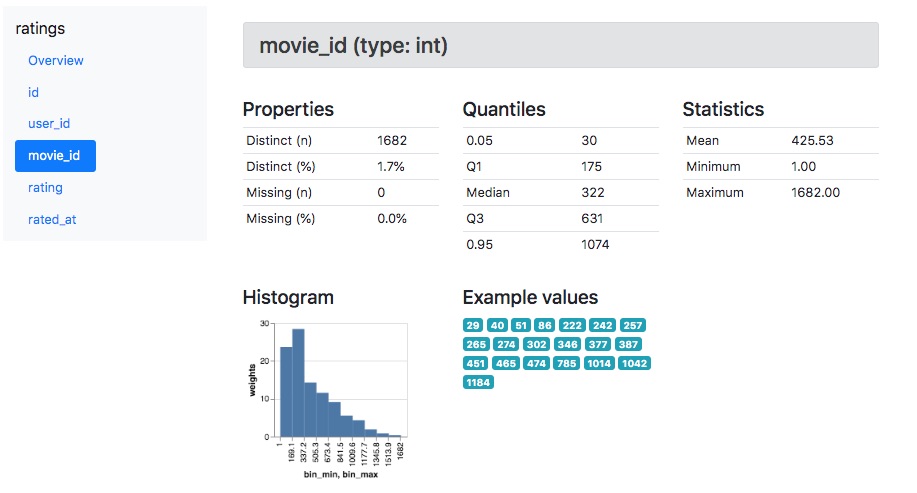 ratings
Overview
id
user_id
movie_id
rating
rated_at
movie_id (type: int)
Properties
Distinct (n) 1682
Distinct (%) 1.7%
Missing (n) 0
Missing (%) 0.0%
Quantiles
0.05 30
Q1 175
Median 322
Q3 631
0.95 1074
Statistics
Mean 425.53
Minimum 1.00
Maximum 1682.00
Histogram
weights
30
20
10
0
1
169.1
337.2
505.3
673.4
841.5
1009.6
1177.7
1345.8
1513.9
1682
bin_min, bin_max
Example values
29 40 51 86 222 242 257
265 274 302 346 377 387
451 465 474 785 1014 1042
1184